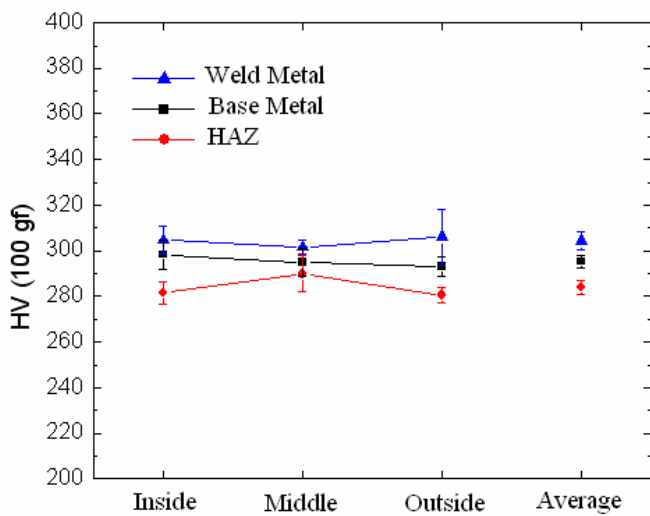 400
380
360
340
320
300
280
260
240
220
200
HV (100 gf)
Weld Metal
Base Metal
HAZ
Inside
Middle
Outside
Average